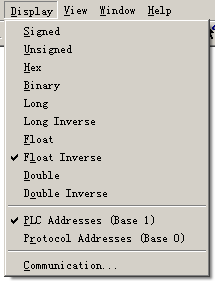 Display View Window Help
Signed
Unsigned
Hex
Binary
Long
Long Inverse
Float
Float Inverse
Double
Double Inverse
PLC Addresses (Base 1)
Protocol Addresses (Base 0)
Communication...